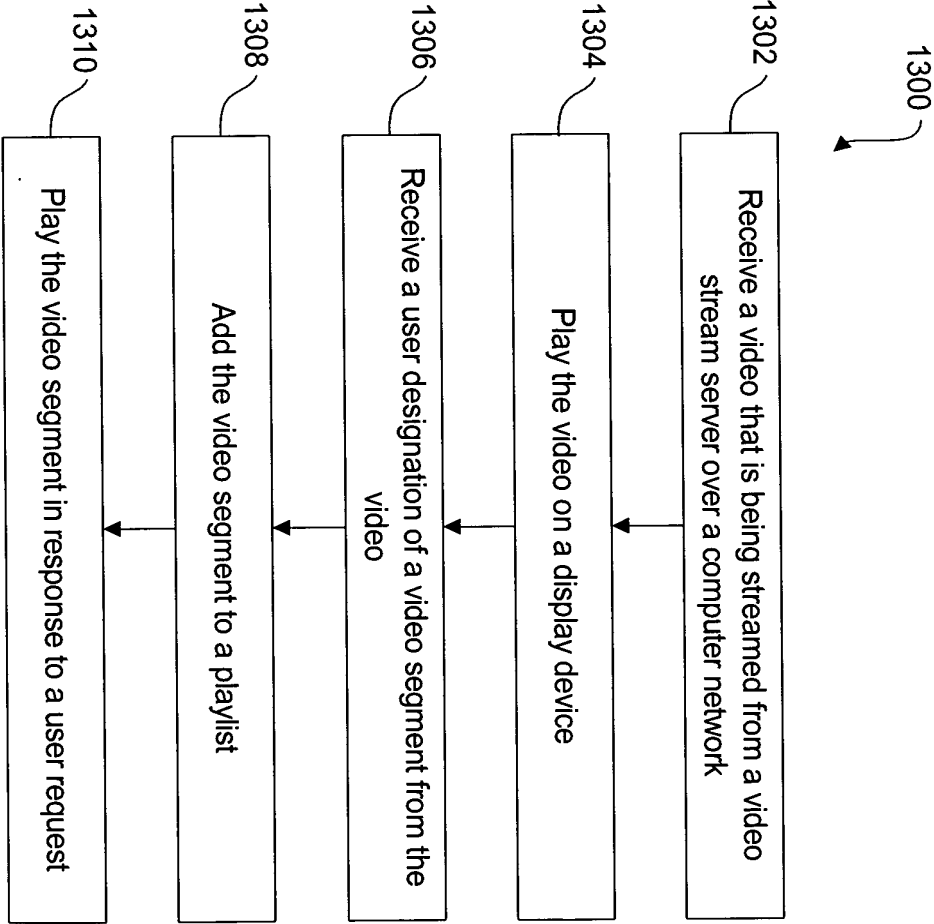 1300
1302
Receive a video that is being streamed from a video
stream server over a computer network
1304
Play the video on a display device
1306
Receive a user designation of a video segment from the
video
1308
Add the video segment to a playlist
1310
Play the video segment in response to a user request